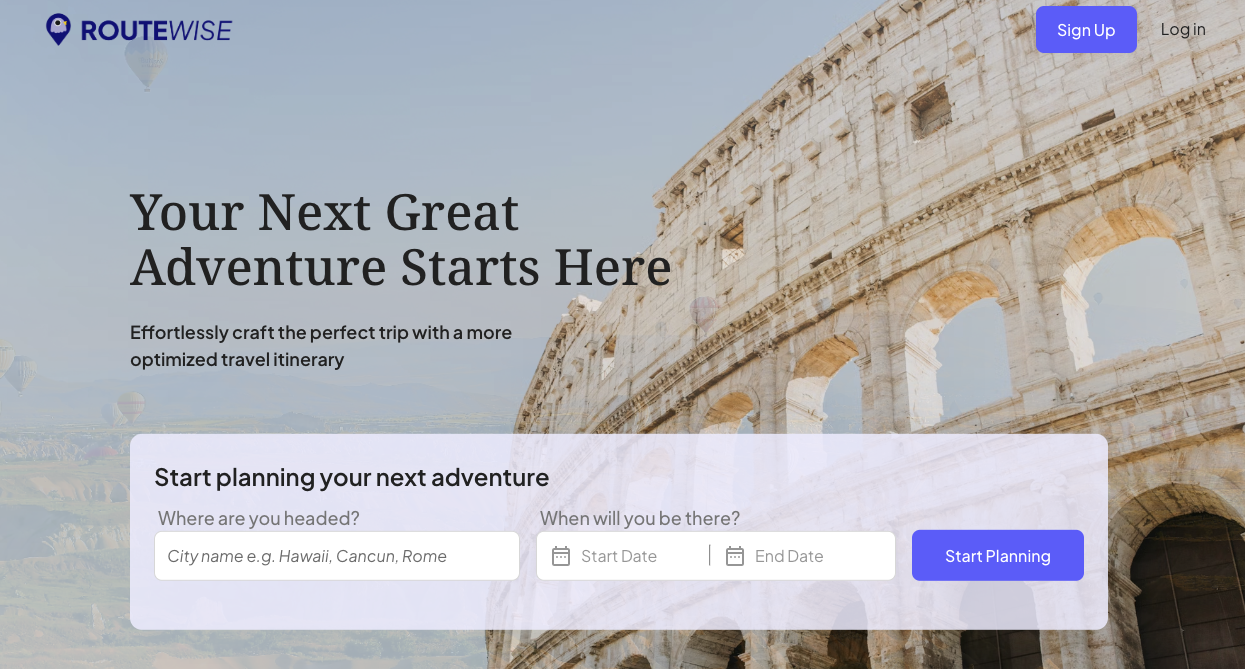 ROUTEWISE
Sign Up
Log in
Your Next Great
Adventure Starts Here
Effortlessly craft the perfect trip with a more
optimized travel itinerary
Start planning your next adventure
Where are you headed?
When will you be there?
City name e.g. Hawaii, Cancun, Rome
Start Date
End Date
Start Planning